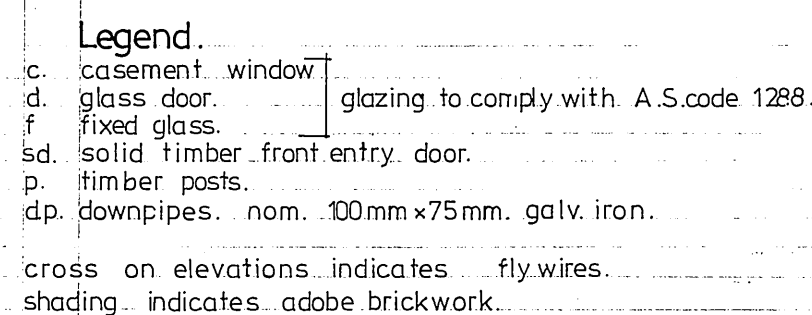 Legend.
c. casement window
d. glass door. glazing to comply with A.S.code 1288.
f fixed glass.
sd. solid timber front entry door.
p. timber posts.
d.p. downpipes. nom. 100mm x 75mm. galv. iron.
cross on elevations indicates fly wires.
shading indicates adobe brickwork.